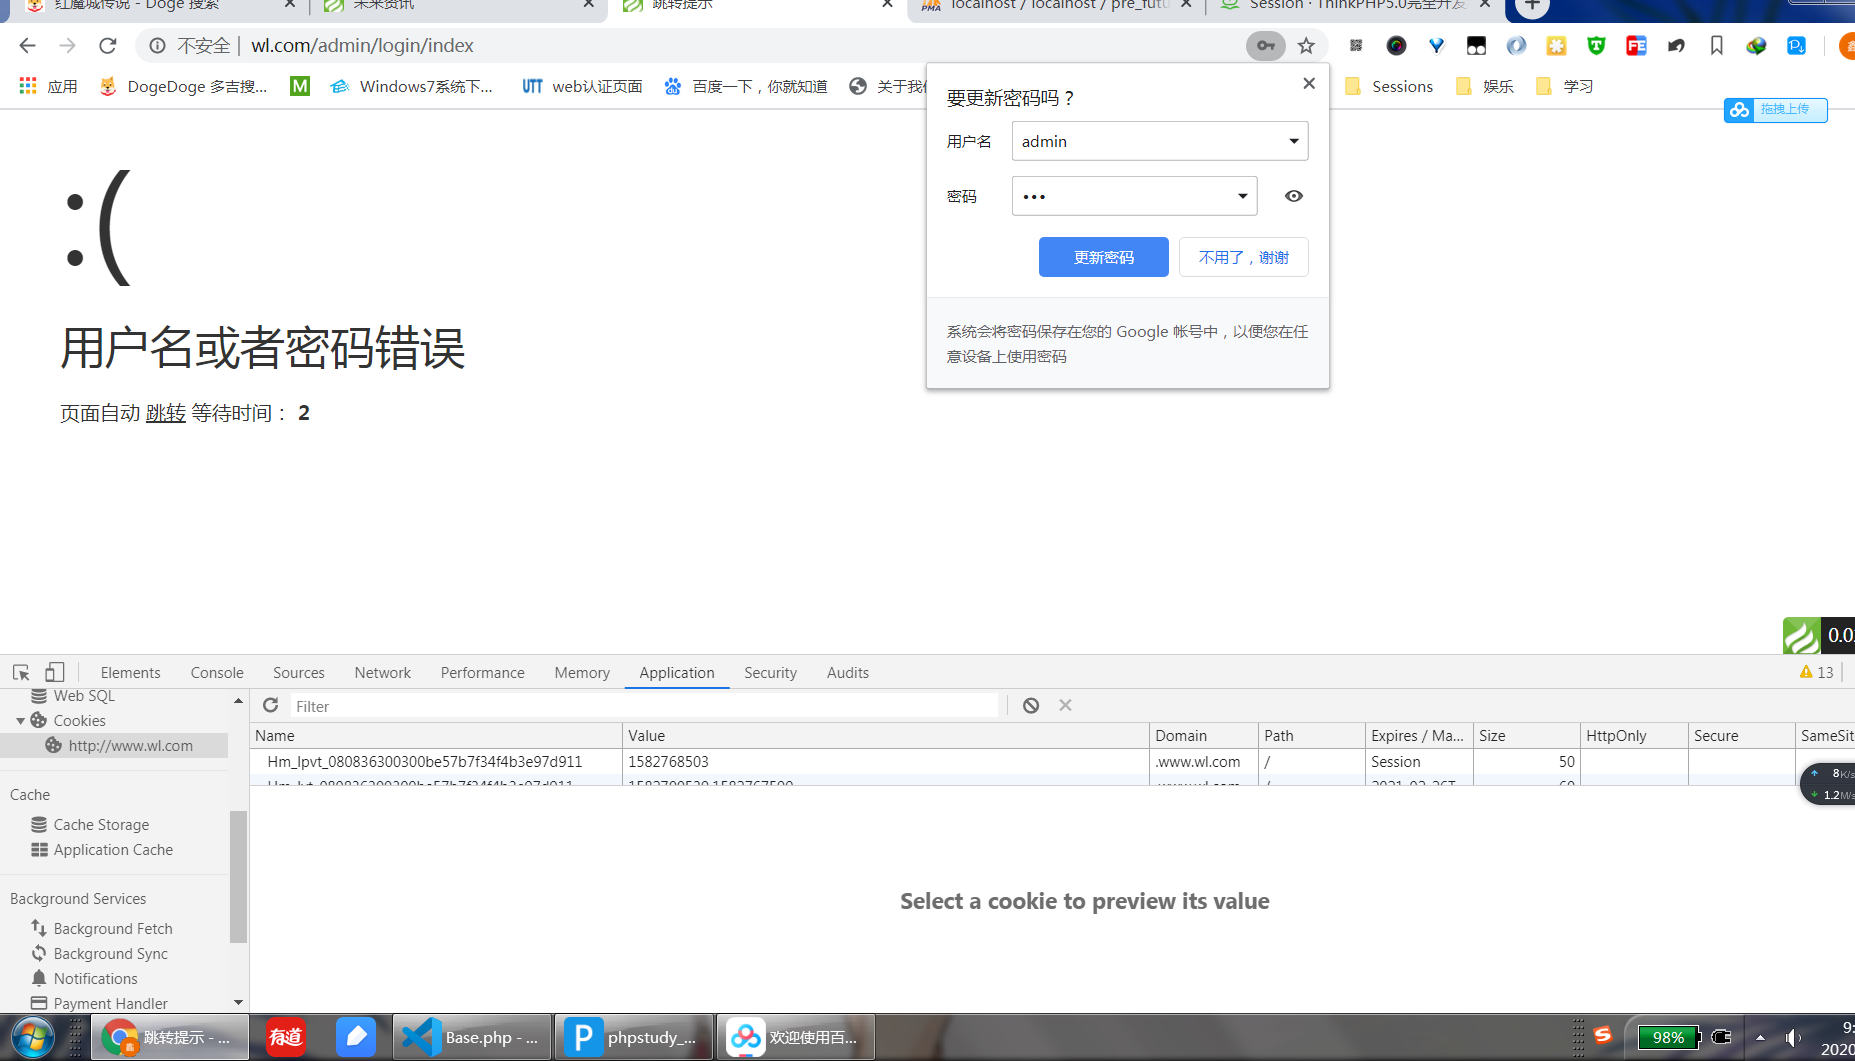 红魔城传说 - Doge 搜索
未来资讯
跳转提示
localhost / localhost / pre_futu
Session · ThinkPHP5.0完全开发
不安全 wl.com/admin/login/index
应用
DogeDoge 多吉搜...
Windows7系统下...
web认证页面
百度一下，你就知道
关于我们
Sessions
娱乐
学习
拖拽上传
要更新密码吗？
用户名
admin
密码
•••
更新密码
不用了，谢谢
系统会将密码保存在您的 Google 帐号中，以便您在任
意设备上使用密码
:(
用户名或者密码错误
页面自动 跳转 等待时间： 2
0.0
Elements
Console
Sources
Network
Performance
Memory
Application
Security
Audits
13
Web SQL
Cookies
http://www.wl.com
Cache
Cache Storage
Application Cache
Background Services
Background Fetch
Background Sync
Notifications
Payment Handler
Filter
Name Value Domain Path Expires / Ma... Size HttpOnly Secure SameSit
Hm_lpvt_080836300300be57b7f34f4b3e97d911 1582768503 .www.wl.com / Session 50
8K/s
1.2M/s
Select a cookie to preview its value
跳转提示 - ...
有道
Base.php - ...
phpstudy_...
欢迎使用百...
98%
9:
2020